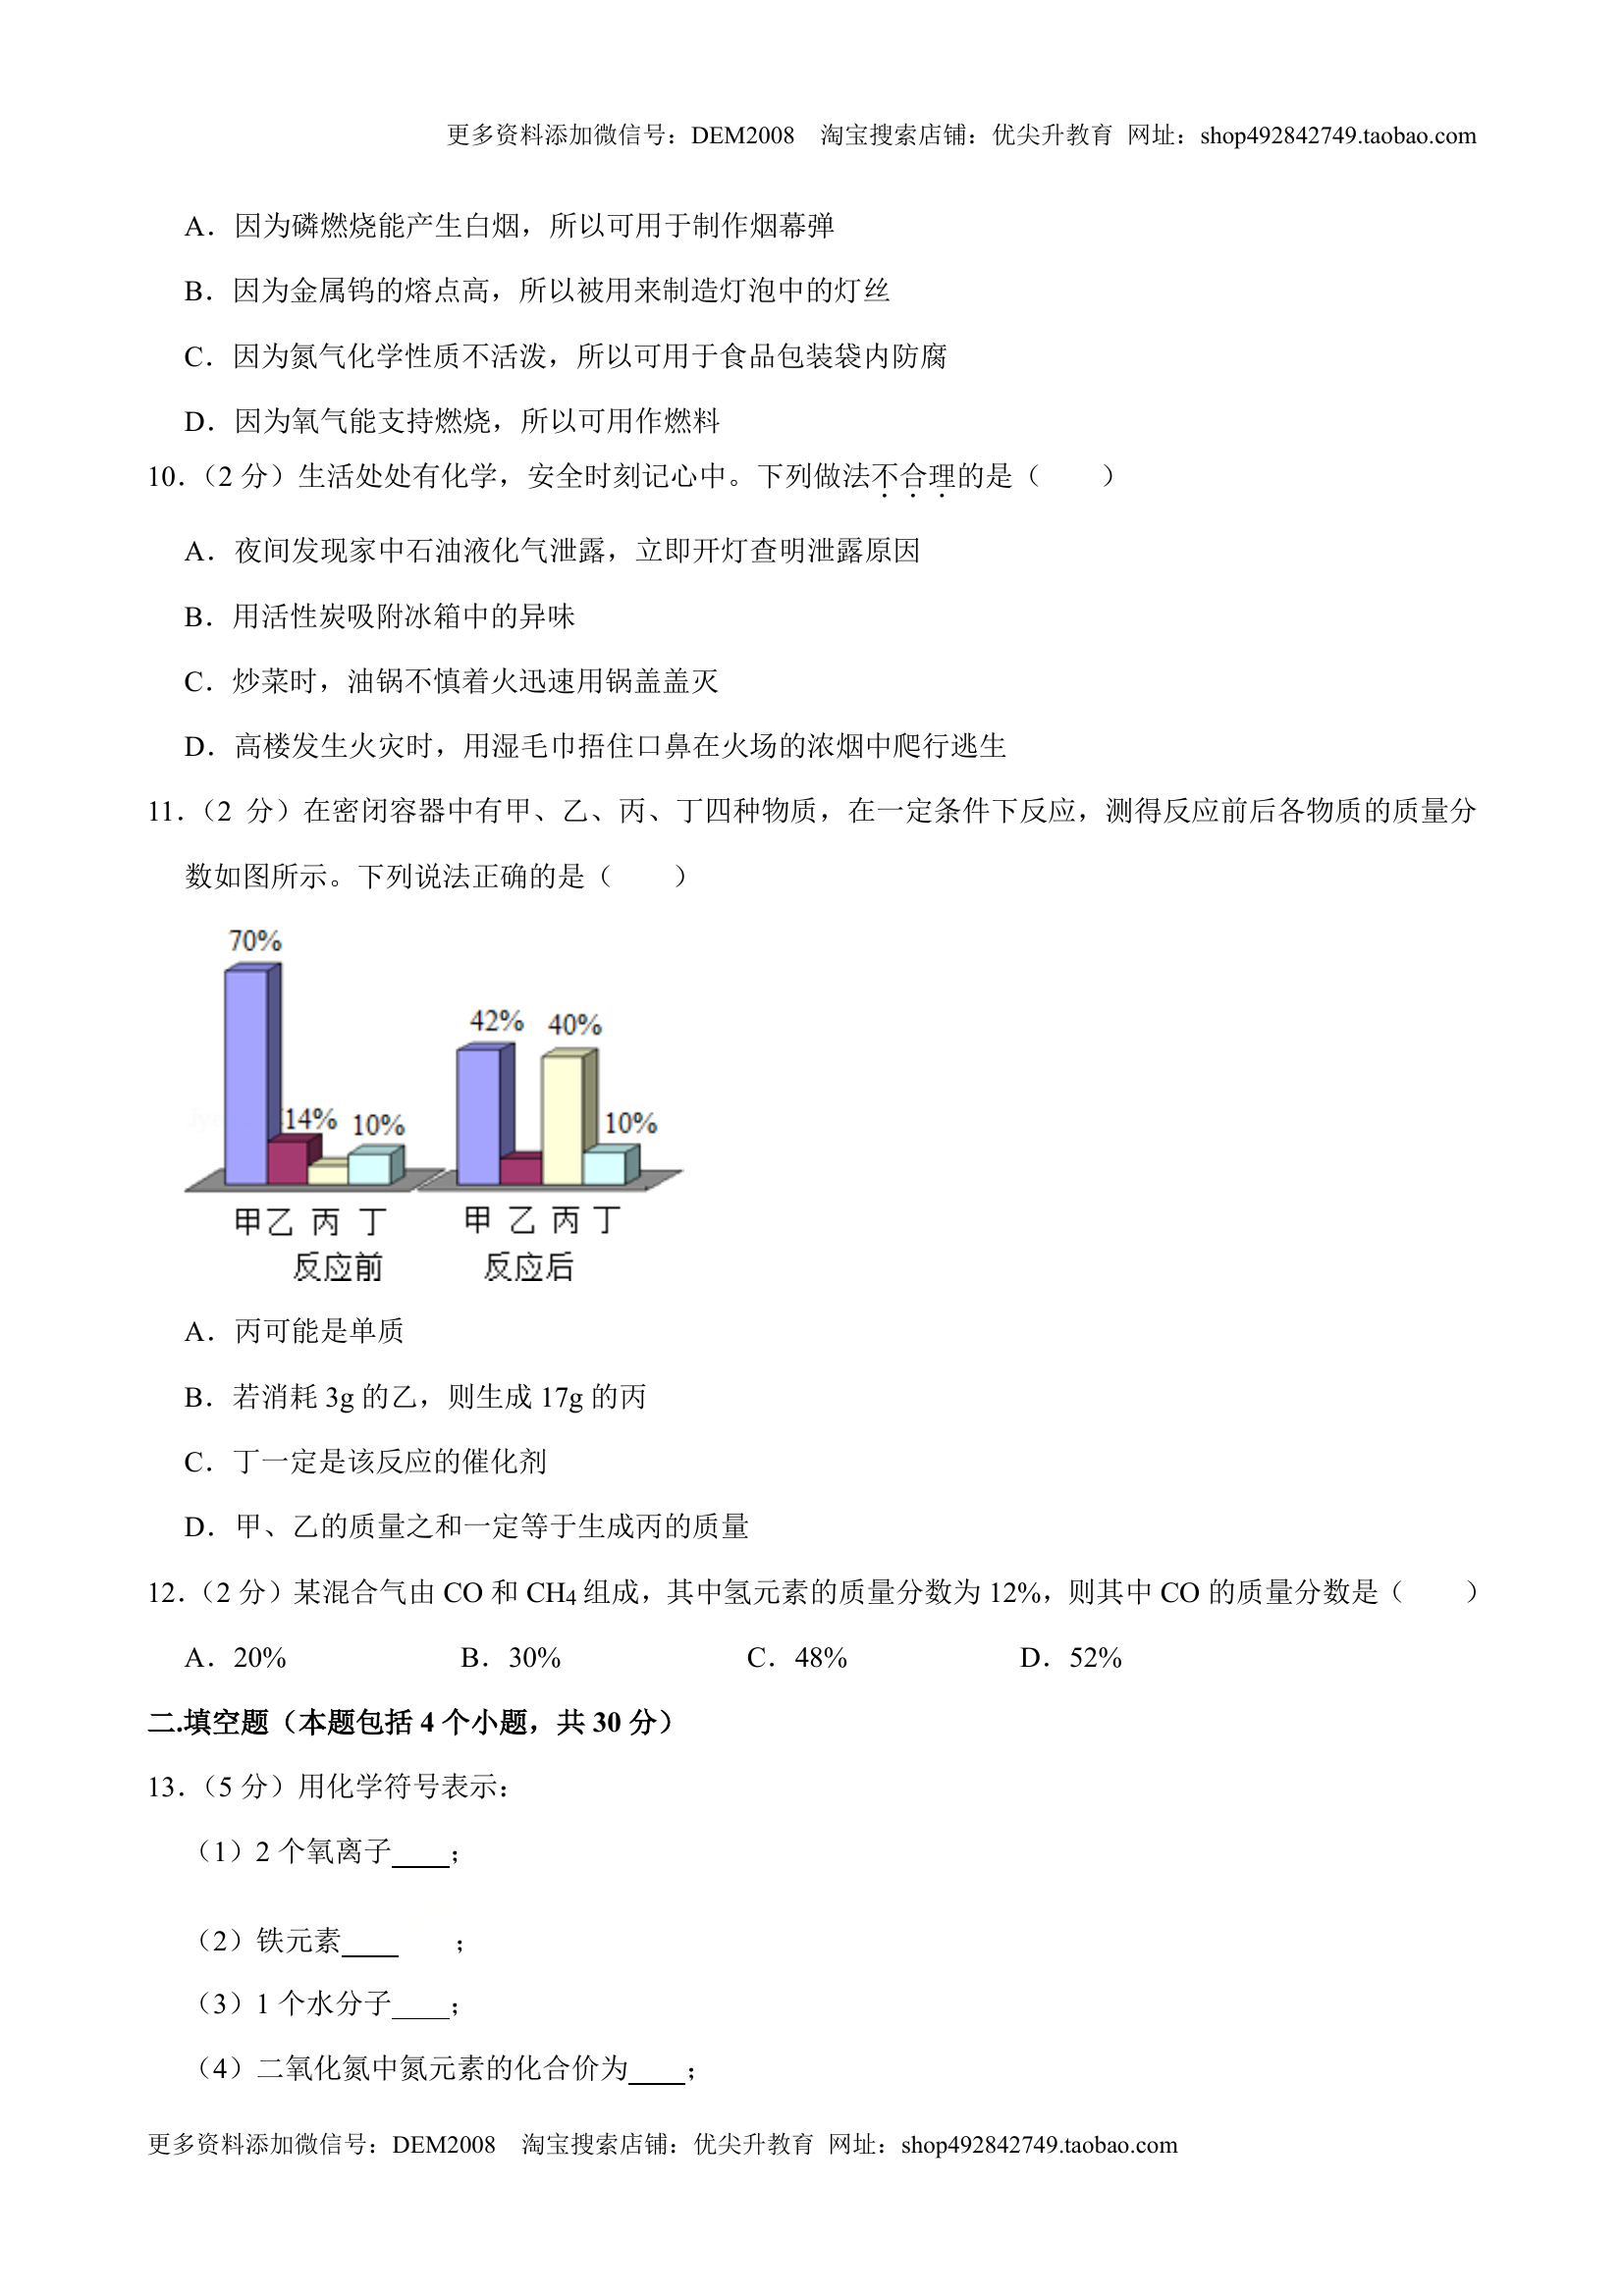 更多资料添加微信号：DEM2008 淘宝搜索店铺：优尖升教育 网址：shop492842749.taobao.com
A．因为磷燃烧能产生白烟，所以可用于制作烟幕弹
B．因为金属钨的熔点高，所以被用来制造灯泡中的灯丝
C．因为氮气化学性质不活泼，所以可用于食品包装袋内防腐
D．因为氧气能支持燃烧，所以可用作燃料
10．（2 分）生活处处有化学，安全时刻记心中。下列做法不合理的是（ ）
A．夜间发现家中石油液化气泄露，立即开灯查明泄露原因
B．用活性炭吸附冰箱中的异味
C．炒菜时，油锅不慎着火迅速用锅盖盖灭
D．高楼发生火灾时，用湿毛巾捂住口鼻在火场的浓烟中爬行逃生
11．（2 分）在密闭容器中有甲、乙、丙、丁四种物质，在一定条件下反应，测得反应前后各物质的质量分
数如图所示。下列说法正确的是（ ）
70%
42% 40%
14% 10% 10%
甲乙 丙 丁 甲 乙 丙 丁
反应前 反应后
A．丙可能是单质
B．若消耗 3g 的乙，则生成 17g 的丙
C．丁一定是该反应的催化剂
D．甲、乙的质量之和一定等于生成丙的质量
12．（2 分）某混合气由 CO 和 CH4 组成，其中氢元素的质量分数为 12%，则其中 CO 的质量分数是（ ）
A．20% B．30% C．48% D．52%
二.填空题（本题包括 4 个小题，共 30 分）
13．（5 分）用化学符号表示：
（1）2 个氧离子____；
（2）铁元素____ ；
（3）1 个水分子____；
（4）二氧化氮中氮元素的化合价为____；
更多资料添加微信号：DEM2008 淘宝搜索店铺：优尖升教育 网址：shop492842749.taobao.com